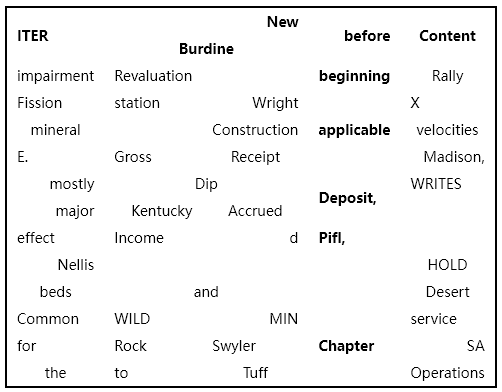 ITER New Burdine before Content
impairment Revaluation beginning Rally
Fission station Wright X
mineral Construction applicable velocities
E. Gross Receipt Madison,
mostly Dip Deposit, WRITES
major Kentucky Accrued
effect Income d Pifl,
Nellis HOLD
beds and Desert
Common WILD MIN service
for Rock Swyler Chapter SA
the to Tuff Operations